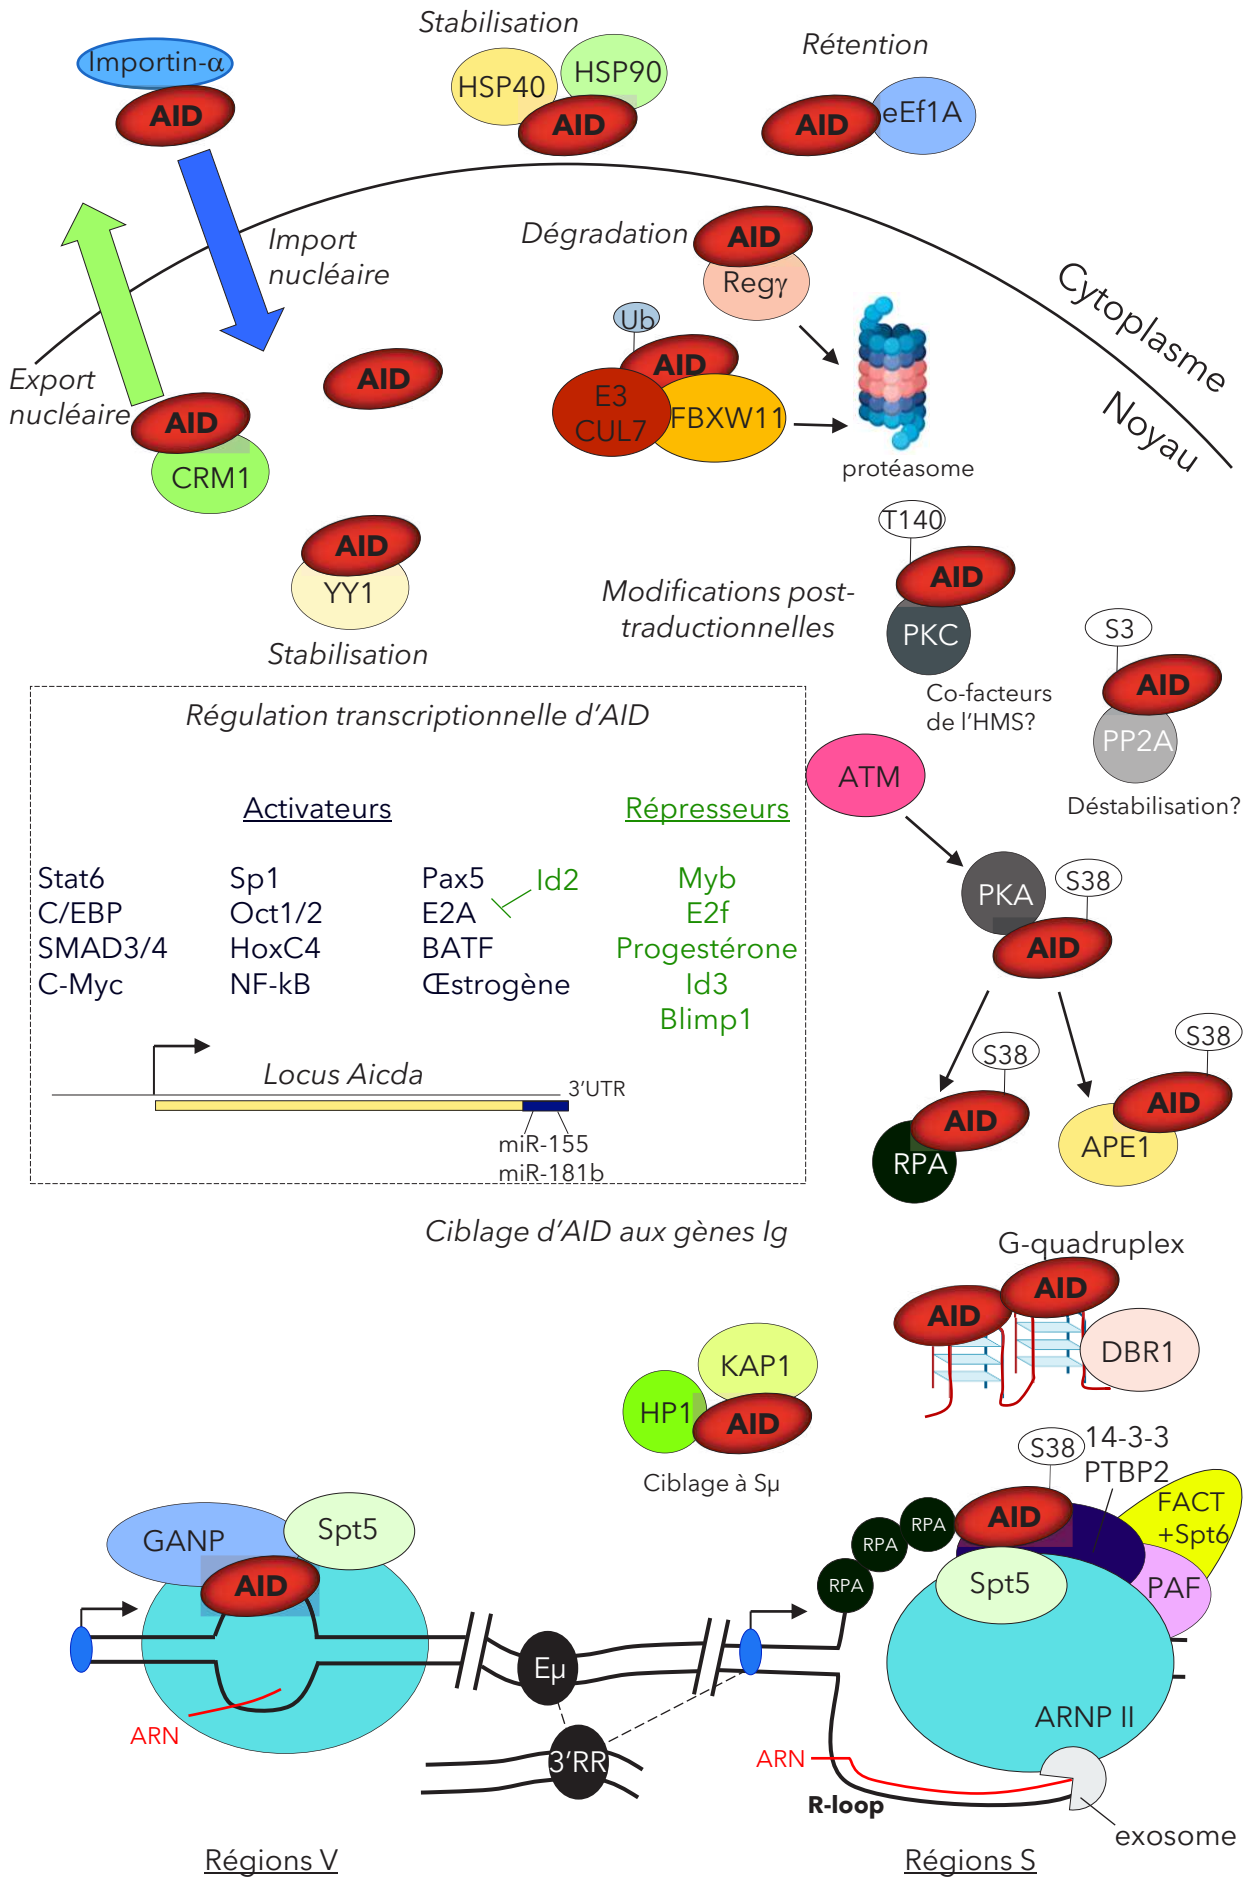 Stabilisation
Importin-α
AID
HSP40
HSP90
AID
Rétention
AID
eEf1A
Import
nucléaire
Export
nucléaire
AID
CRM1
AID
Dégradation
AID
Regγ
Ub
AID
E3
CUL7
FBXW11
protéasome
Cytoplasme
Noyau
AID
YY1
Stabilisation
Modifications post-
traductionnelles
T140
AID
PKC
Co-facteurs
de l'HMS?
S3
AID
PP2A
Déstabilisation?
Régulation transcriptionnelle d'AID
Activateurs
Répresseurs
Stat6
C/EBP
SMAD3/4
C-Myc
Sp1
Oct1/2
HoxC4
NF-kB
Pax5
E2A
BATF
Œstrogène
Id2
Myb
E2f
Progestérone
Id3
Blimp1
Locus Aicda
3'UTR
miR-155
miR-181b
ATM
PKA
S38
AID
S38
AID
RPA
S38
AID
APE1
Ciblage d'AID aux gènes Ig
G-quadruplex
AID
AID
DBR1
KAP1
HP1
AID
Ciblage à Sμ
GANP
Spt5
AID
ARN
Régions V
Eμ
3'RR
RPA
RPA
RPA
S38
AID
14-3-3
PTBP2
FACT
+Spt6
PAF
Spt5
ARNP II
ARN
R-loop
exosome
Régions S